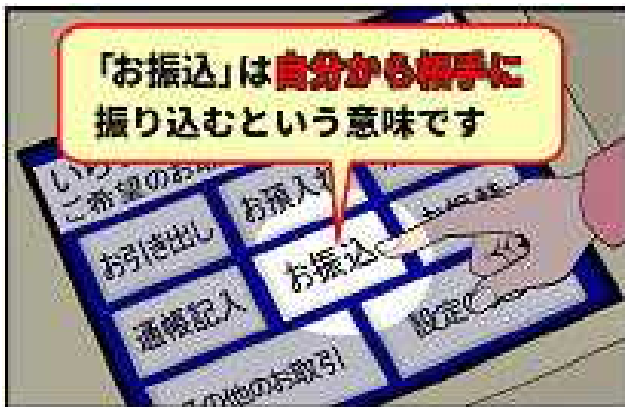 「お振込」は自分から相手に
振り込むという意味です
ご希望のお
お引き出し
お預入れ
通帳記入
お振込
設定
その他のお取引